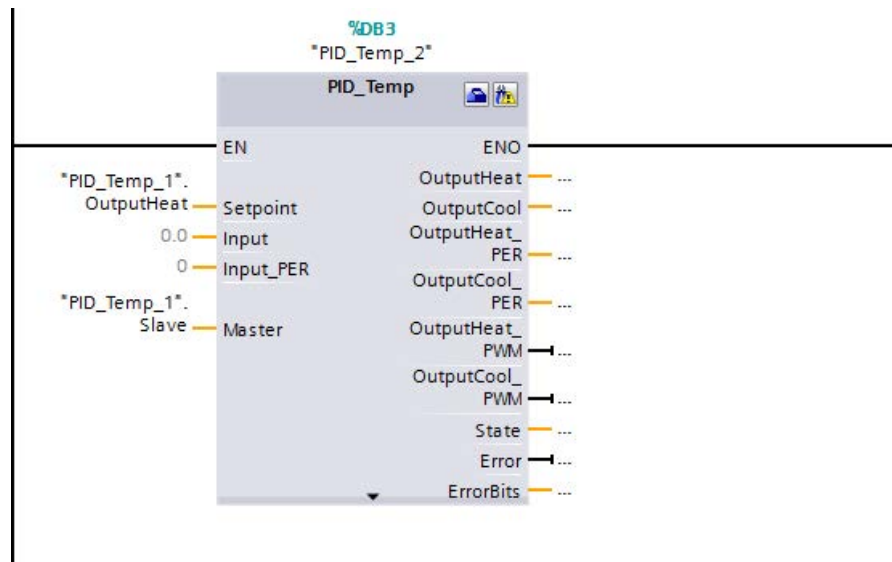 %DB3
"PID_Temp_2"
PID_Temp
EN
ENO
"PID_Temp_1".
OutputHeat
Setpoint
0.0
Input
0
Input_PER
"PID_Temp_1".
Slave
Master
OutputHeat
...
OutputCool
...
OutputHeat_
PER
...
OutputCool_
PER
...
OutputHeat_
PWM
...
OutputCool_
PWM
...
State
...
Error
...
ErrorBits
...